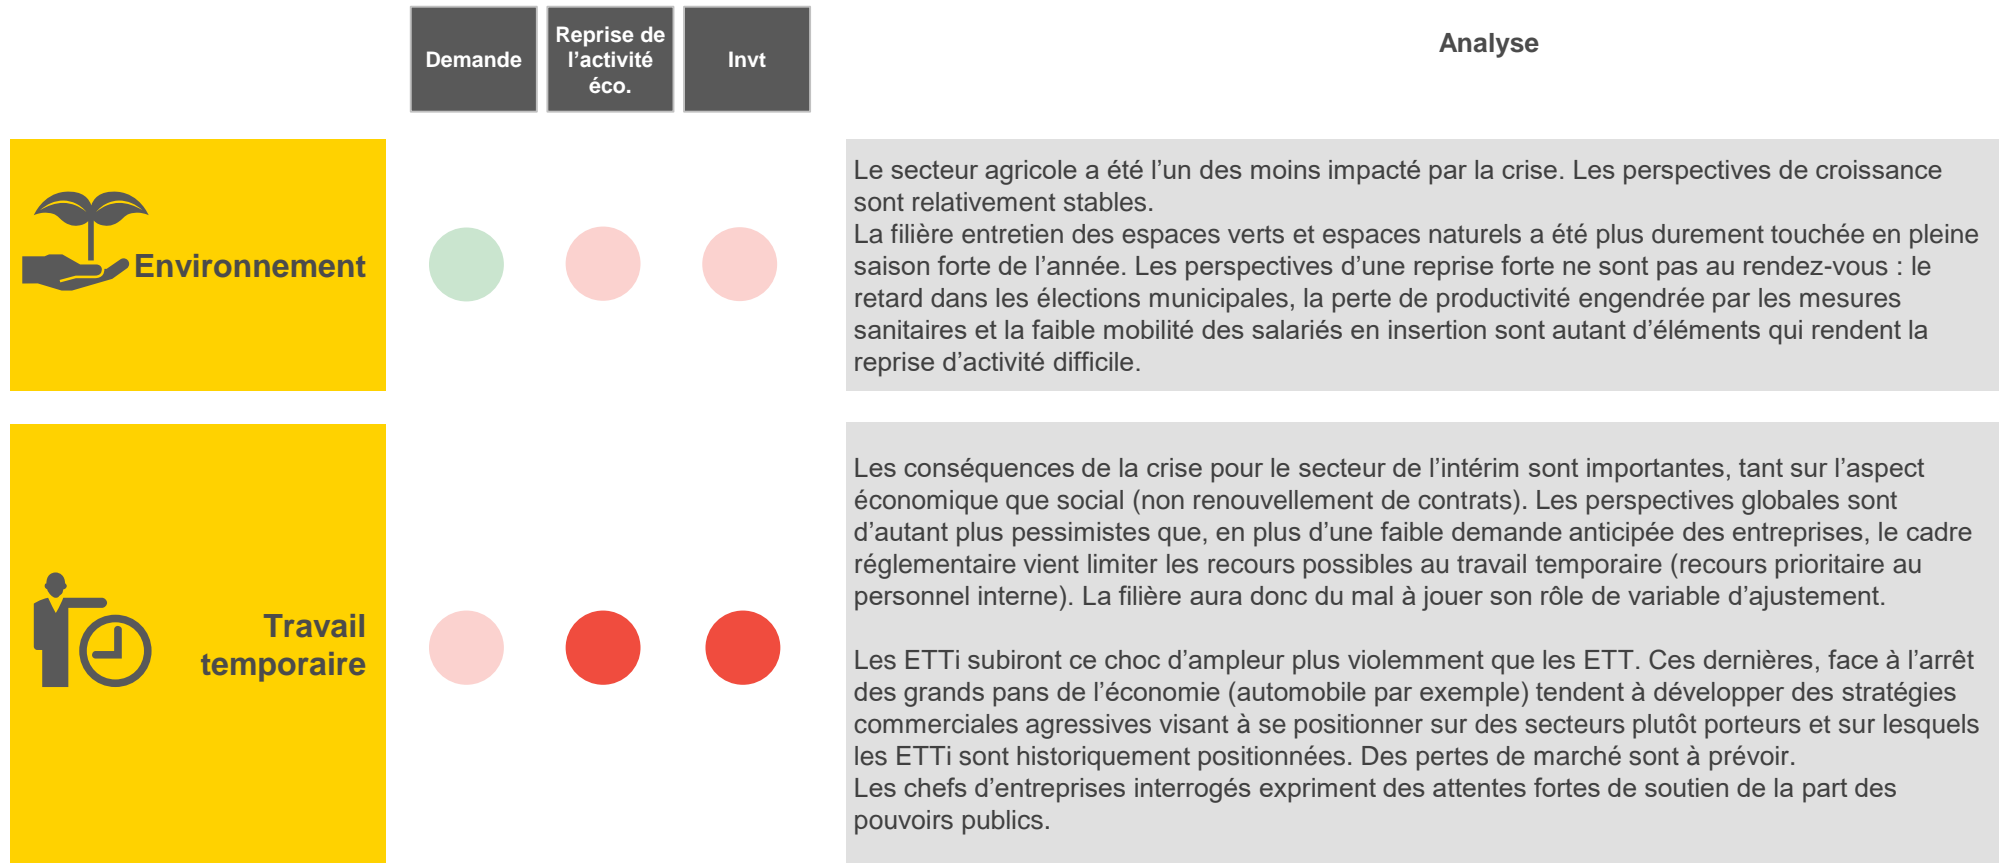 Demande
Reprise de
l’activité
éco.
Invt
Analyse
Environnement
Le secteur agricole a été l’un des moins impacté par la crise. Les perspectives de croissance
sont relativement stables.
La filière entretien des espaces verts et espaces naturels a été plus durement touchée en pleine
saison forte de l’année. Les perspectives d’une reprise forte ne sont pas au rendez-vous : le
retard dans les élections municipales, la perte de productivité engendrée par les mesures
sanitaires et la faible mobilité des salariés en insertion sont autant d’éléments qui rendent la
reprise d’activité difficile.
Travail
temporaire
Les conséquences de la crise pour le secteur de l’intérim sont importantes, tant sur l’aspect
économique que social (non renouvellement de contrats). Les perspectives globales sont
d’autant plus pessimistes que, en plus d’une faible demande anticipée des entreprises, le cadre
réglementaire vient limiter les recours possibles au travail temporaire (recours prioritaire au
personnel interne). La filière aura donc du mal à jouer son rôle de variable d’ajustement.
Les ETTi subiront ce choc d’ampleur plus violemment que les ETT. Ces dernières, face à l’arrêt
des grands pans de l’économie (automobile par exemple) tendent à développer des stratégies
commerciales agressives visant à se positionner sur des secteurs plutôt porteurs et sur lesquels
les ETTi sont historiquement positionnées. Des pertes de marché sont à prévoir.
Les chefs d’entreprises interrogés expriment des attentes fortes de soutien de la part des
pouvoirs publics.